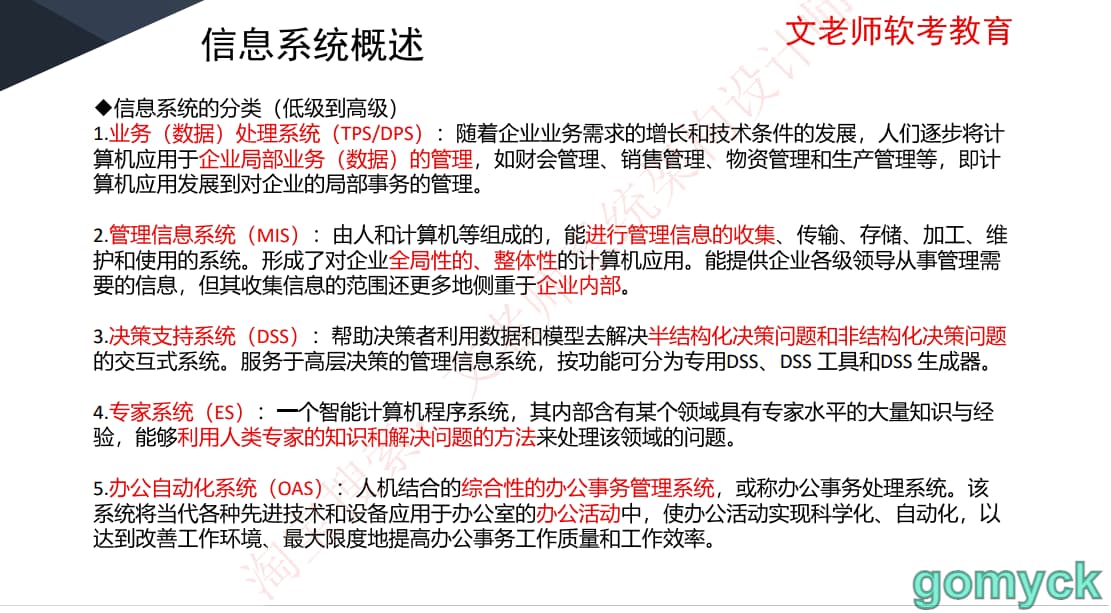 信息系统概述
文老师软考教育
◆信息系统的分类（低级到高级）
1.业务（数据）处理系统（TPS/DPS）：随着企业业务需求的增长和技术条件的发展，人们逐步将计
算机应用于企业局部业务（数据）的管理，如财会管理、销售管理、物资管理和生产管理等，即计
算机应用发展到对企业的局部事务的管理。
2.管理信息系统（MIS）：由人和计算机等组成的，能进行管理信息的收集、传输、存储、加工、维
护和使用的系统。形成了对企业全局性的、整体性的计算机应用。能提供企业各级领导从事管理需
要的信息，但其收集信息的范围还更多地侧重于企业内部。
3.决策支持系统（DSS）：帮助决策者利用数据和模型去解决半结构化决策问题和非结构化决策问题
的交互式系统。服务于高层决策的管理信息系统，按功能可分为专用DSS、DSS 工具和DSS 生成器。
4.专家系统（ES）：一个智能计算机程序系统，其内部含有某个领域具有专家水平的大量知识与经
验，能够利用人类专家的知识和解决问题的方法来处理该领域的问题。
5.办公自动化系统（OAS）：人机结合的综合性的办公事务管理系统，或称办公事务处理系统。该
系统将当代各种先进技术和设备应用于办公室的办公活动中，使办公活动实现科学化、自动化，以
达到改善工作环境、最大限度地提高办公事务工作质量和工作效率。
gomyck